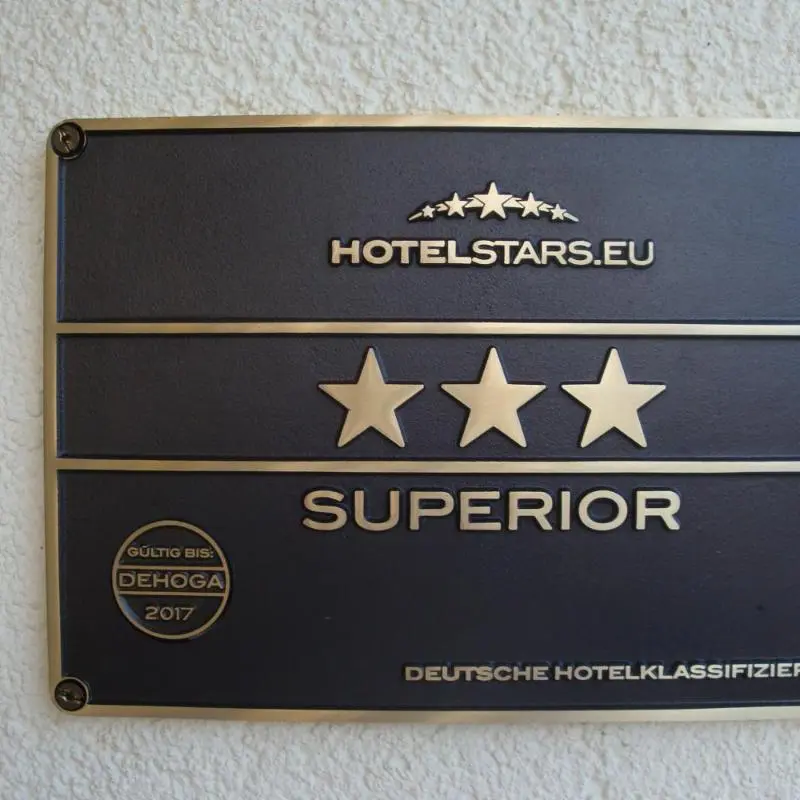 HOTELSTARS.EU
SUPERIOR
GÜLTIG BIS:
DEHOGA
2017
DEUTSCHE HOTELKLASSIFIZIER